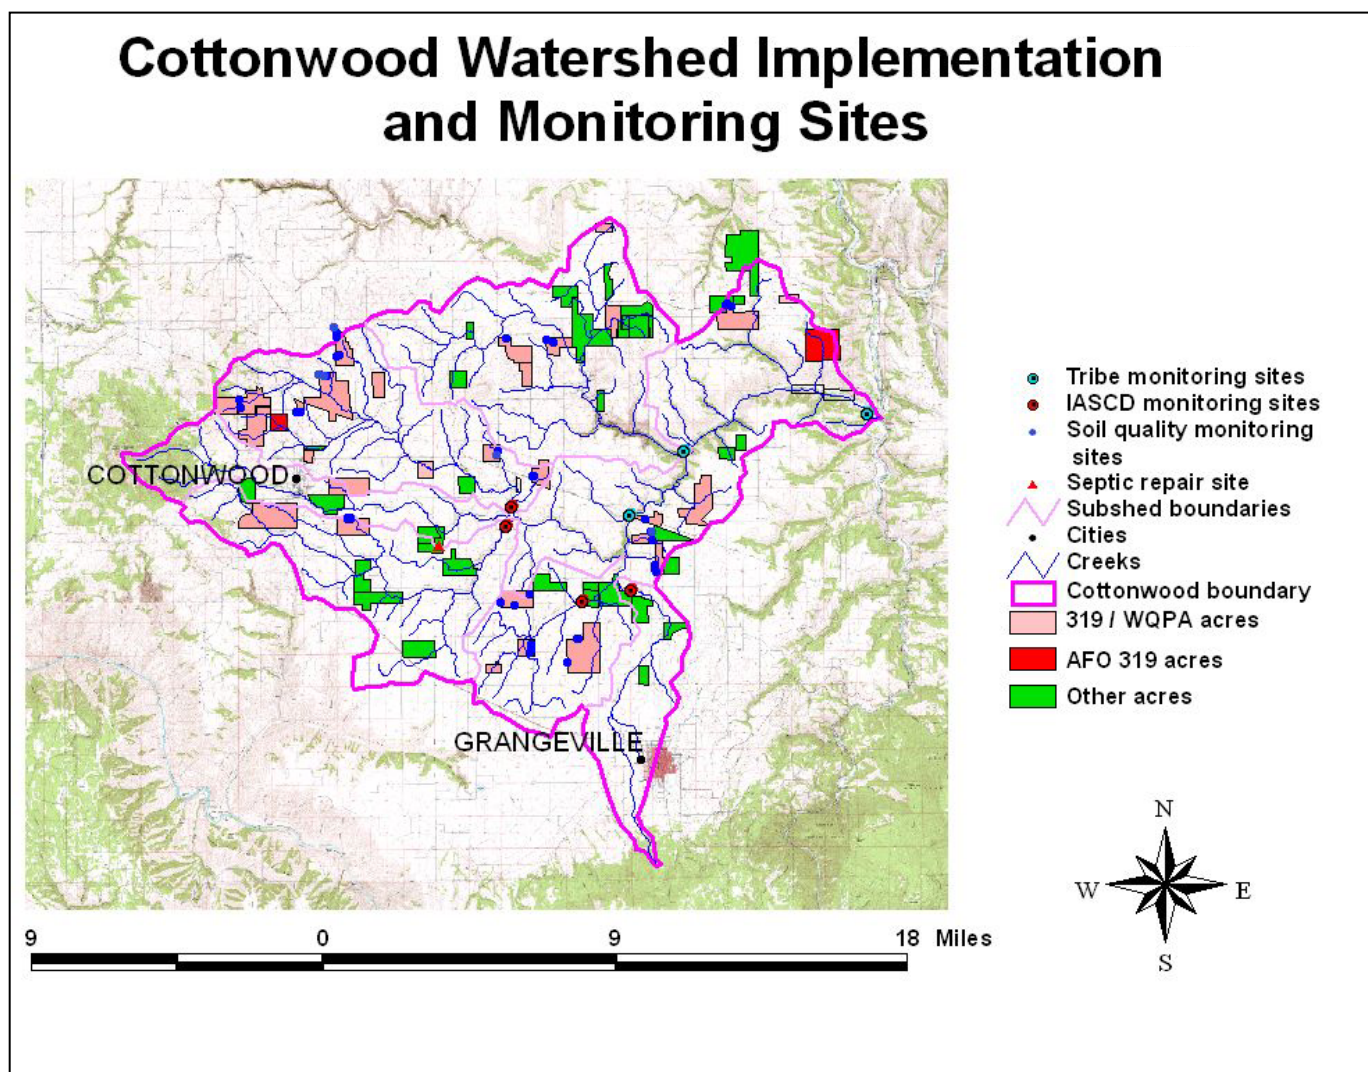 Cottonwood Watershed Implementation
and Monitoring Sites
COTTONWOOD
GRANGEVILLE
Tribe monitoring sites
IASCD monitoring sites
Soil quality monitoring
sites
Septic repair site
Subshed boundaries
Cities
Creeks
Cottonwood boundary
319 / WQPA acres
AFO 319 acres
Other acres
N
W E
S
9 0 9 18 Miles